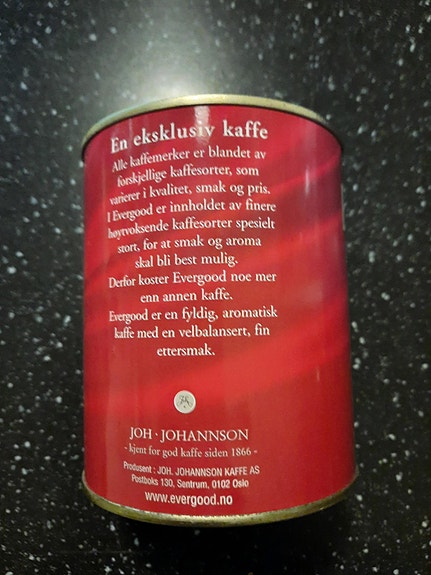 En eksklusiv kaffe
Alle kaffemerker er blandet av
forskjellige kaffesorter, som
varierer i kvalitet, smak og pris.
I Evergood er innholdet av finere
høyrvoksende kaffesorter spesielt
stort, for at smak og aroma
skal bli best mulig.
Derfor koster Evergood noe mer
enn annen kaffe.
Evergood er en fyldig, aromatisk
kaffe med en velbalansert, fin
ettersmak.
JOH · JOHANNSON
- kjent for god kaffe siden 1866 -
Produsent : JOH. JOHANNSON KAFFE AS
Postboks 130, Sentrum, 0102 Oslo
www.evergood.no